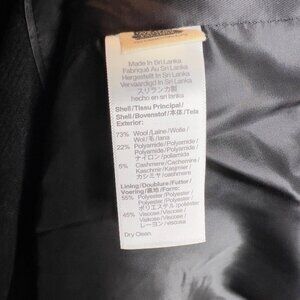 Made In Sri Lanka
Fabriqué Au Sri Lanka
Hergestellt In Sri Lanka
Vervaardigd in Sri Lanka
スリランカ製
hecho en sri lanka
Shell/Tissu Principal/
Shell/Bovenstof/本体/Tela
Exterior:
73% Wool/Laine/Wolle/
Wol/毛/lana
22% Polyamide/Polyamide/
Polyamid/Polyamide/
ナイロン/poliamida
5% Cashmere/Cachemire/
Kaschmir/Kasjmier/
カシミヤ/cashmere
Lining/Doublure/Futter/
Voering/裏地/Forro:
55% Polyester/Polyester/
Polyester/Polyester/
ポリエステル/poliéster
45% Viscose/Viscose/
Viskose/Viscose/
レーヨン/viscosa
Dry Clean